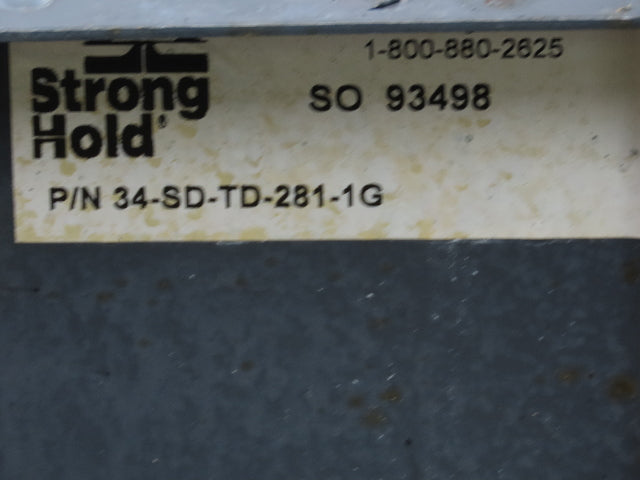 1-800-880-2625
Strong
Hold®
SO 93498
P/N 34-SD-TD-281-1G